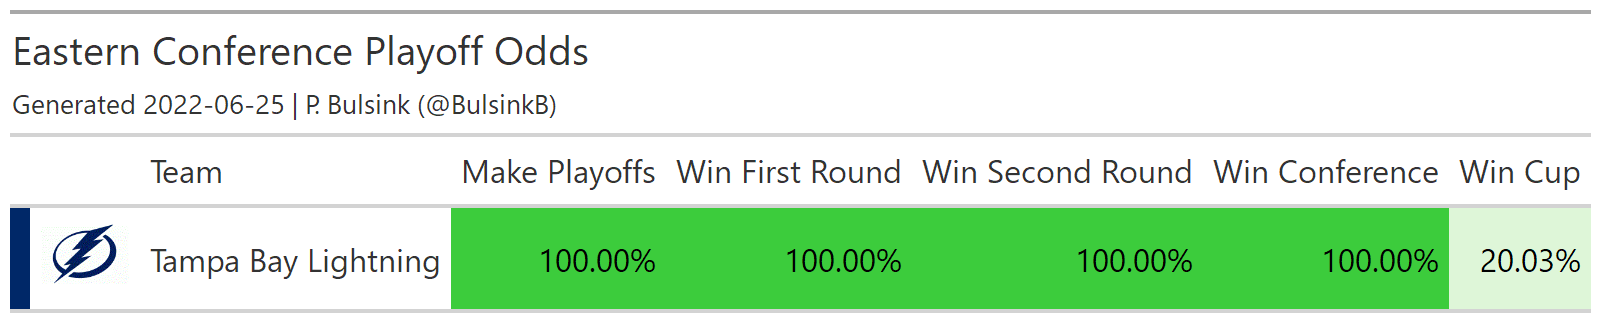 Eastern Conference Playoff Odds
Generated 2022-06-25 | P. Bulsink (@BulsinkB)
Team Make Playoffs Win First Round Win Second Round Win Conference Win Cup
Tampa Bay Lightning 100.00% 100.00% 100.00% 100.00% 20.03%